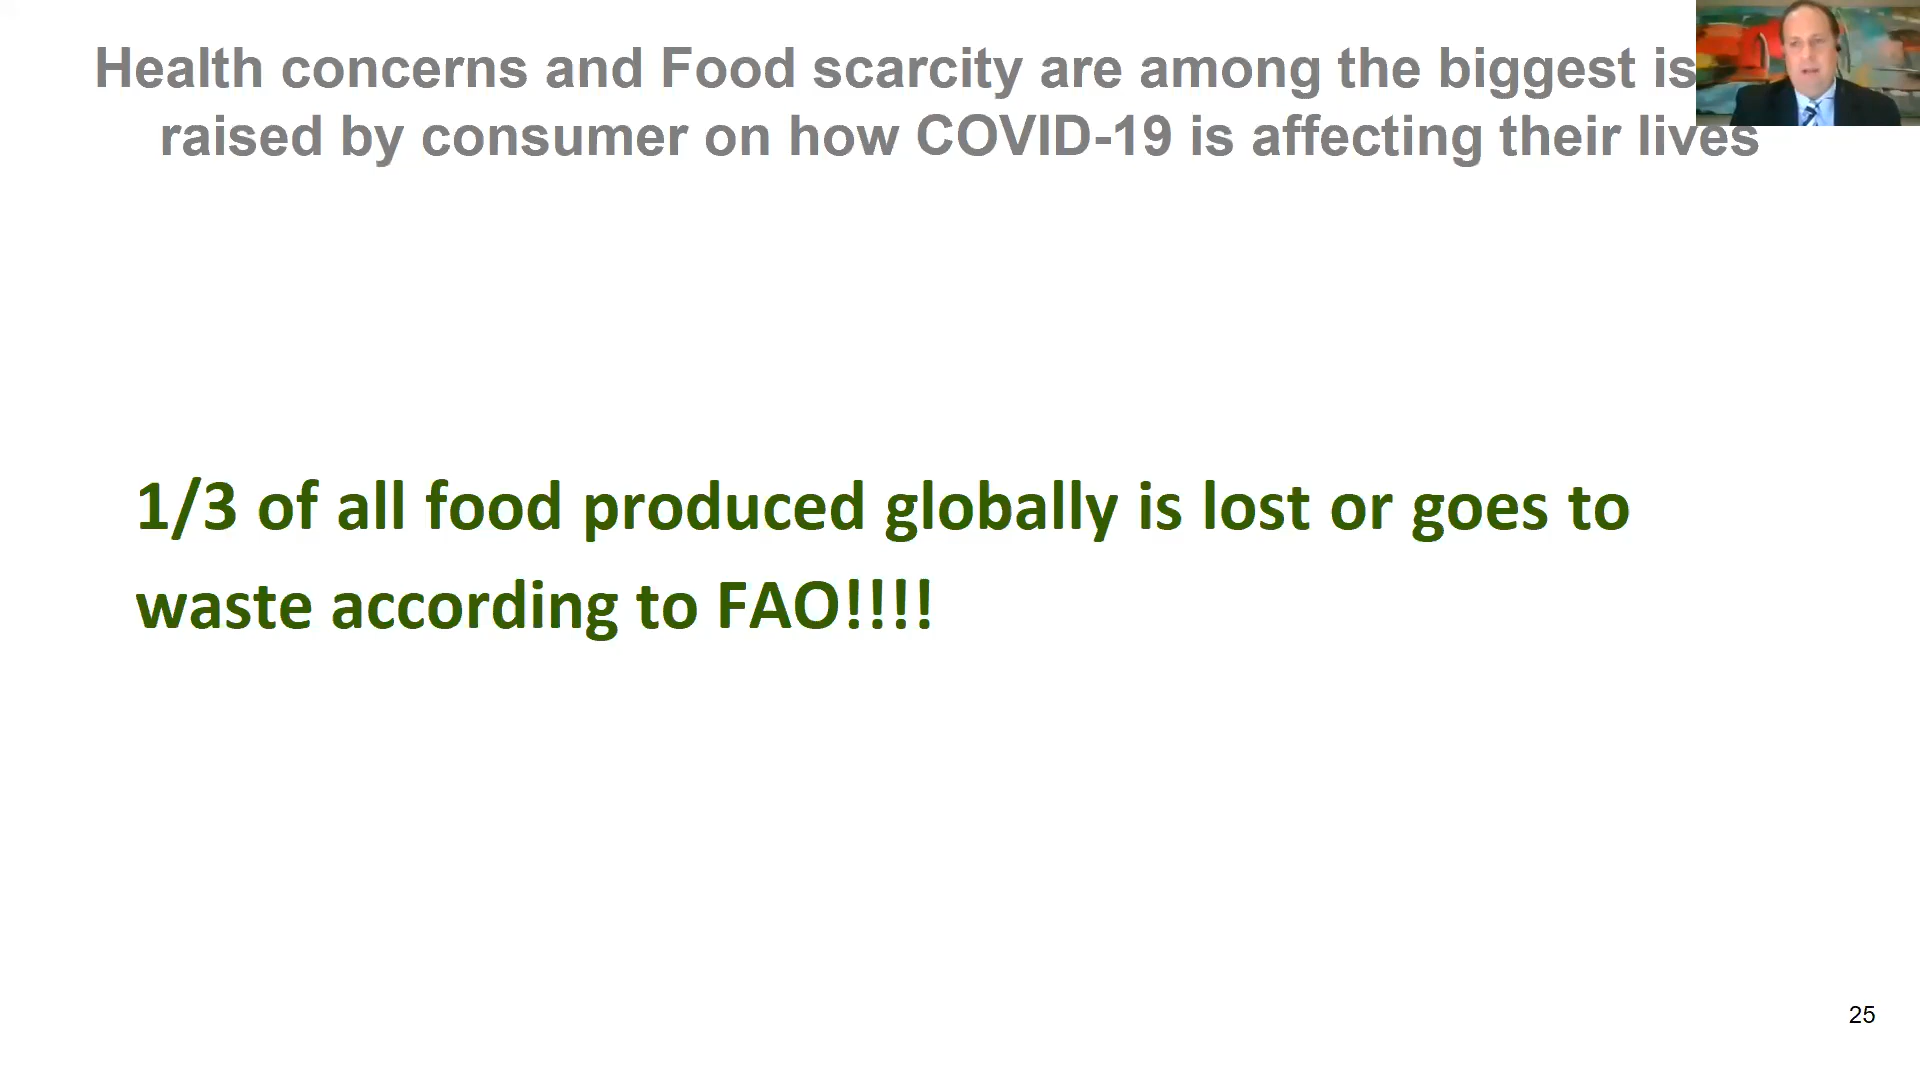 Health concerns and Food scarcity are among the biggest
raised by consumer on how COVID-19 is affecting their lives
1/3 of all food produced globally is lost or goes to
waste according to FAO!!!!
25